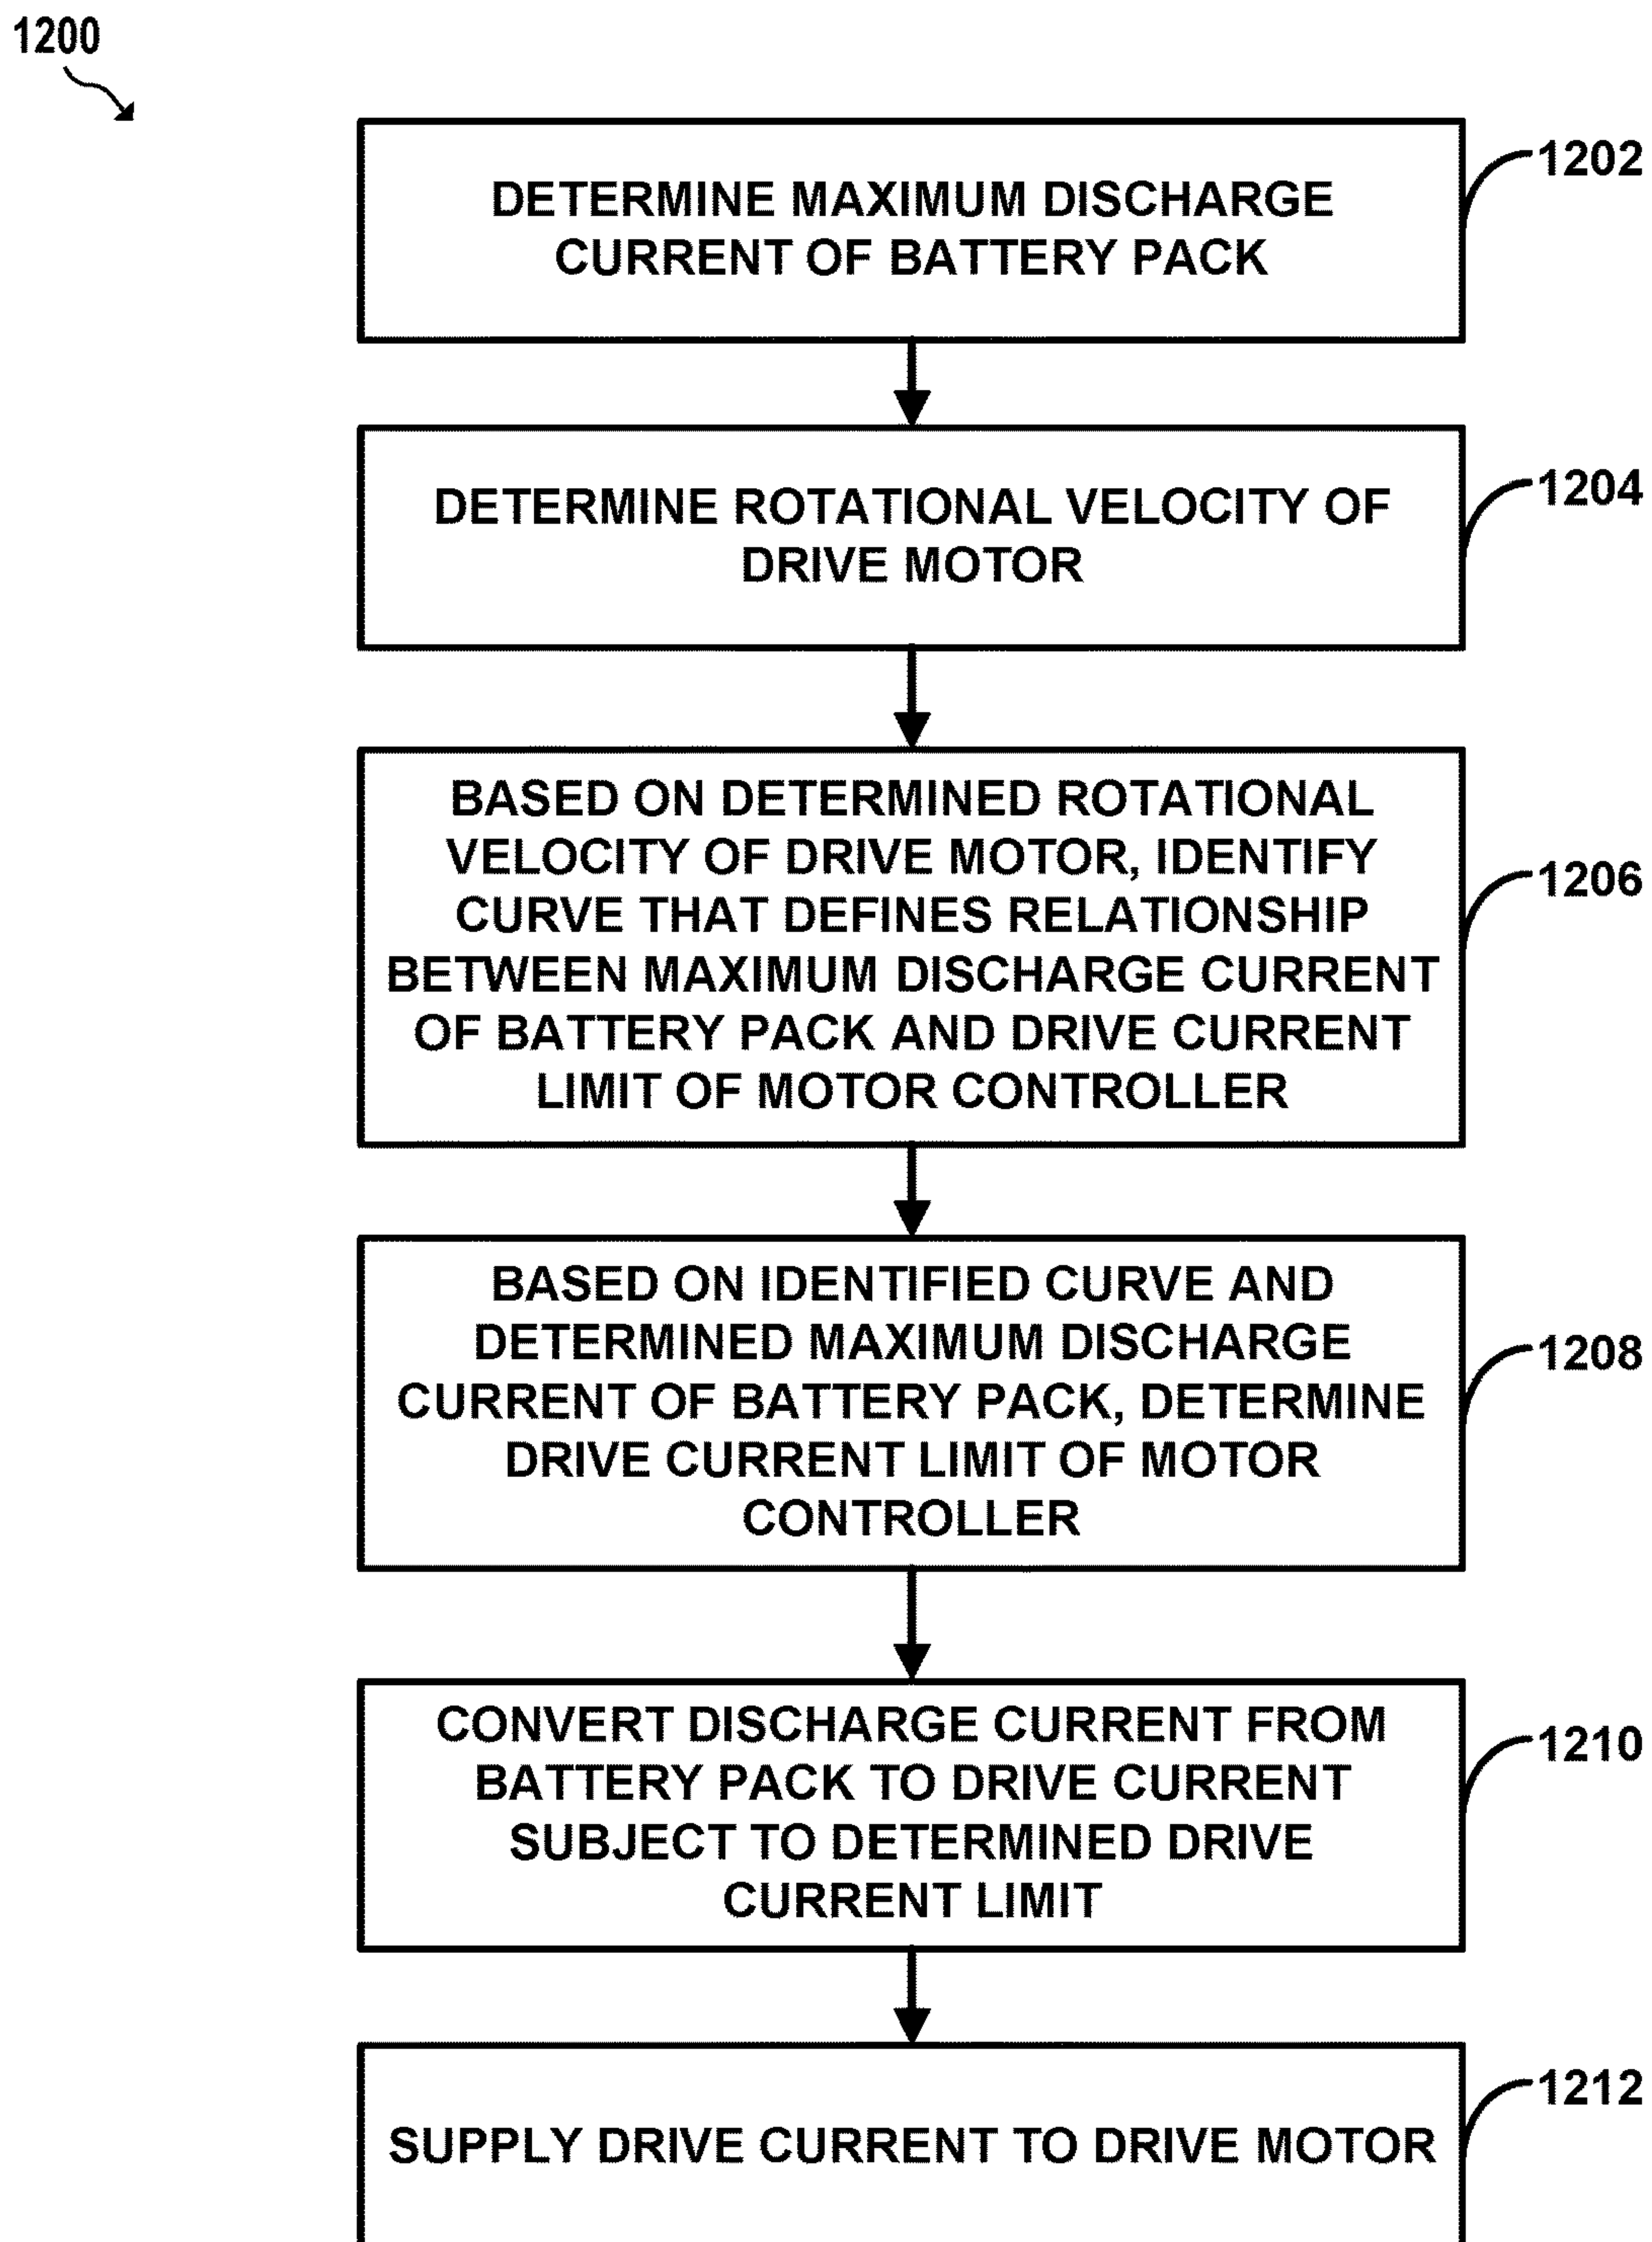 1200
DETERMINE MAXIMUM DISCHARGE
CURRENT OF BATTERY PACK
1202
DETERMINE ROTATIONAL VELOCITY OF
DRIVE MOTOR
1204
BASED ON DETERMINED ROTATIONAL
VELOCITY OF DRIVE MOTOR, IDENTIFY
CURVE THAT DEFINES RELATIONSHIP
BETWEEN MAXIMUM DISCHARGE CURRENT
OF BATTERY PACK AND DRIVE CURRENT
LIMIT OF MOTOR CONTROLLER
1206
BASED ON IDENTIFIED CURVE AND
DETERMINED MAXIMUM DISCHARGE
CURRENT OF BATTERY PACK, DETERMINE
DRIVE CURRENT LIMIT OF MOTOR
CONTROLLER
1208
CONVERT DISCHARGE CURRENT FROM
BATTERY PACK TO DRIVE CURRENT
SUBJECT TO DETERMINED DRIVE
CURRENT LIMIT
1210
SUPPLY DRIVE CURRENT TO DRIVE MOTOR
1212